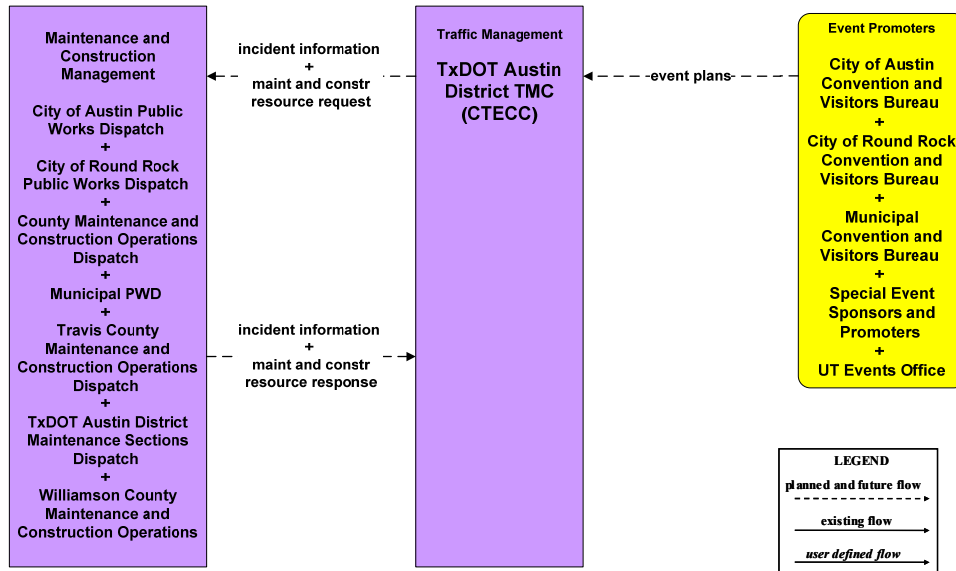 Maintenance and
Construction
Management
City of Austin Public
Works Dispatch
+
City of Round Rock
Public Works Dispatch
+
County Maintenance and
Construction Operations
Dispatch
+
Municipal PWD
+
Travis County
Maintenance and
Construction Operations
Dispatch
+
TxDOT Austin District
Maintenance Sections
Dispatch
+
Williamson County
Maintenance and
Construction Operations
incident information
+
maint and constr
resource request
incident information
+
maint and constr
resource response
Traffic Management
TxDOT Austin
District TMC
(CTECC)
event plans
Event Promoters
City of Austin
Convention and
Visitors Bureau
+
City of Round Rock
Convention and
Visitors Bureau
+
Municipal
Convention and
Visitors Bureau
+
Special Event
Sponsors and
Promoters
+
UT Events Office
LEGEND
planned and future flow
existing flow
user defined flow